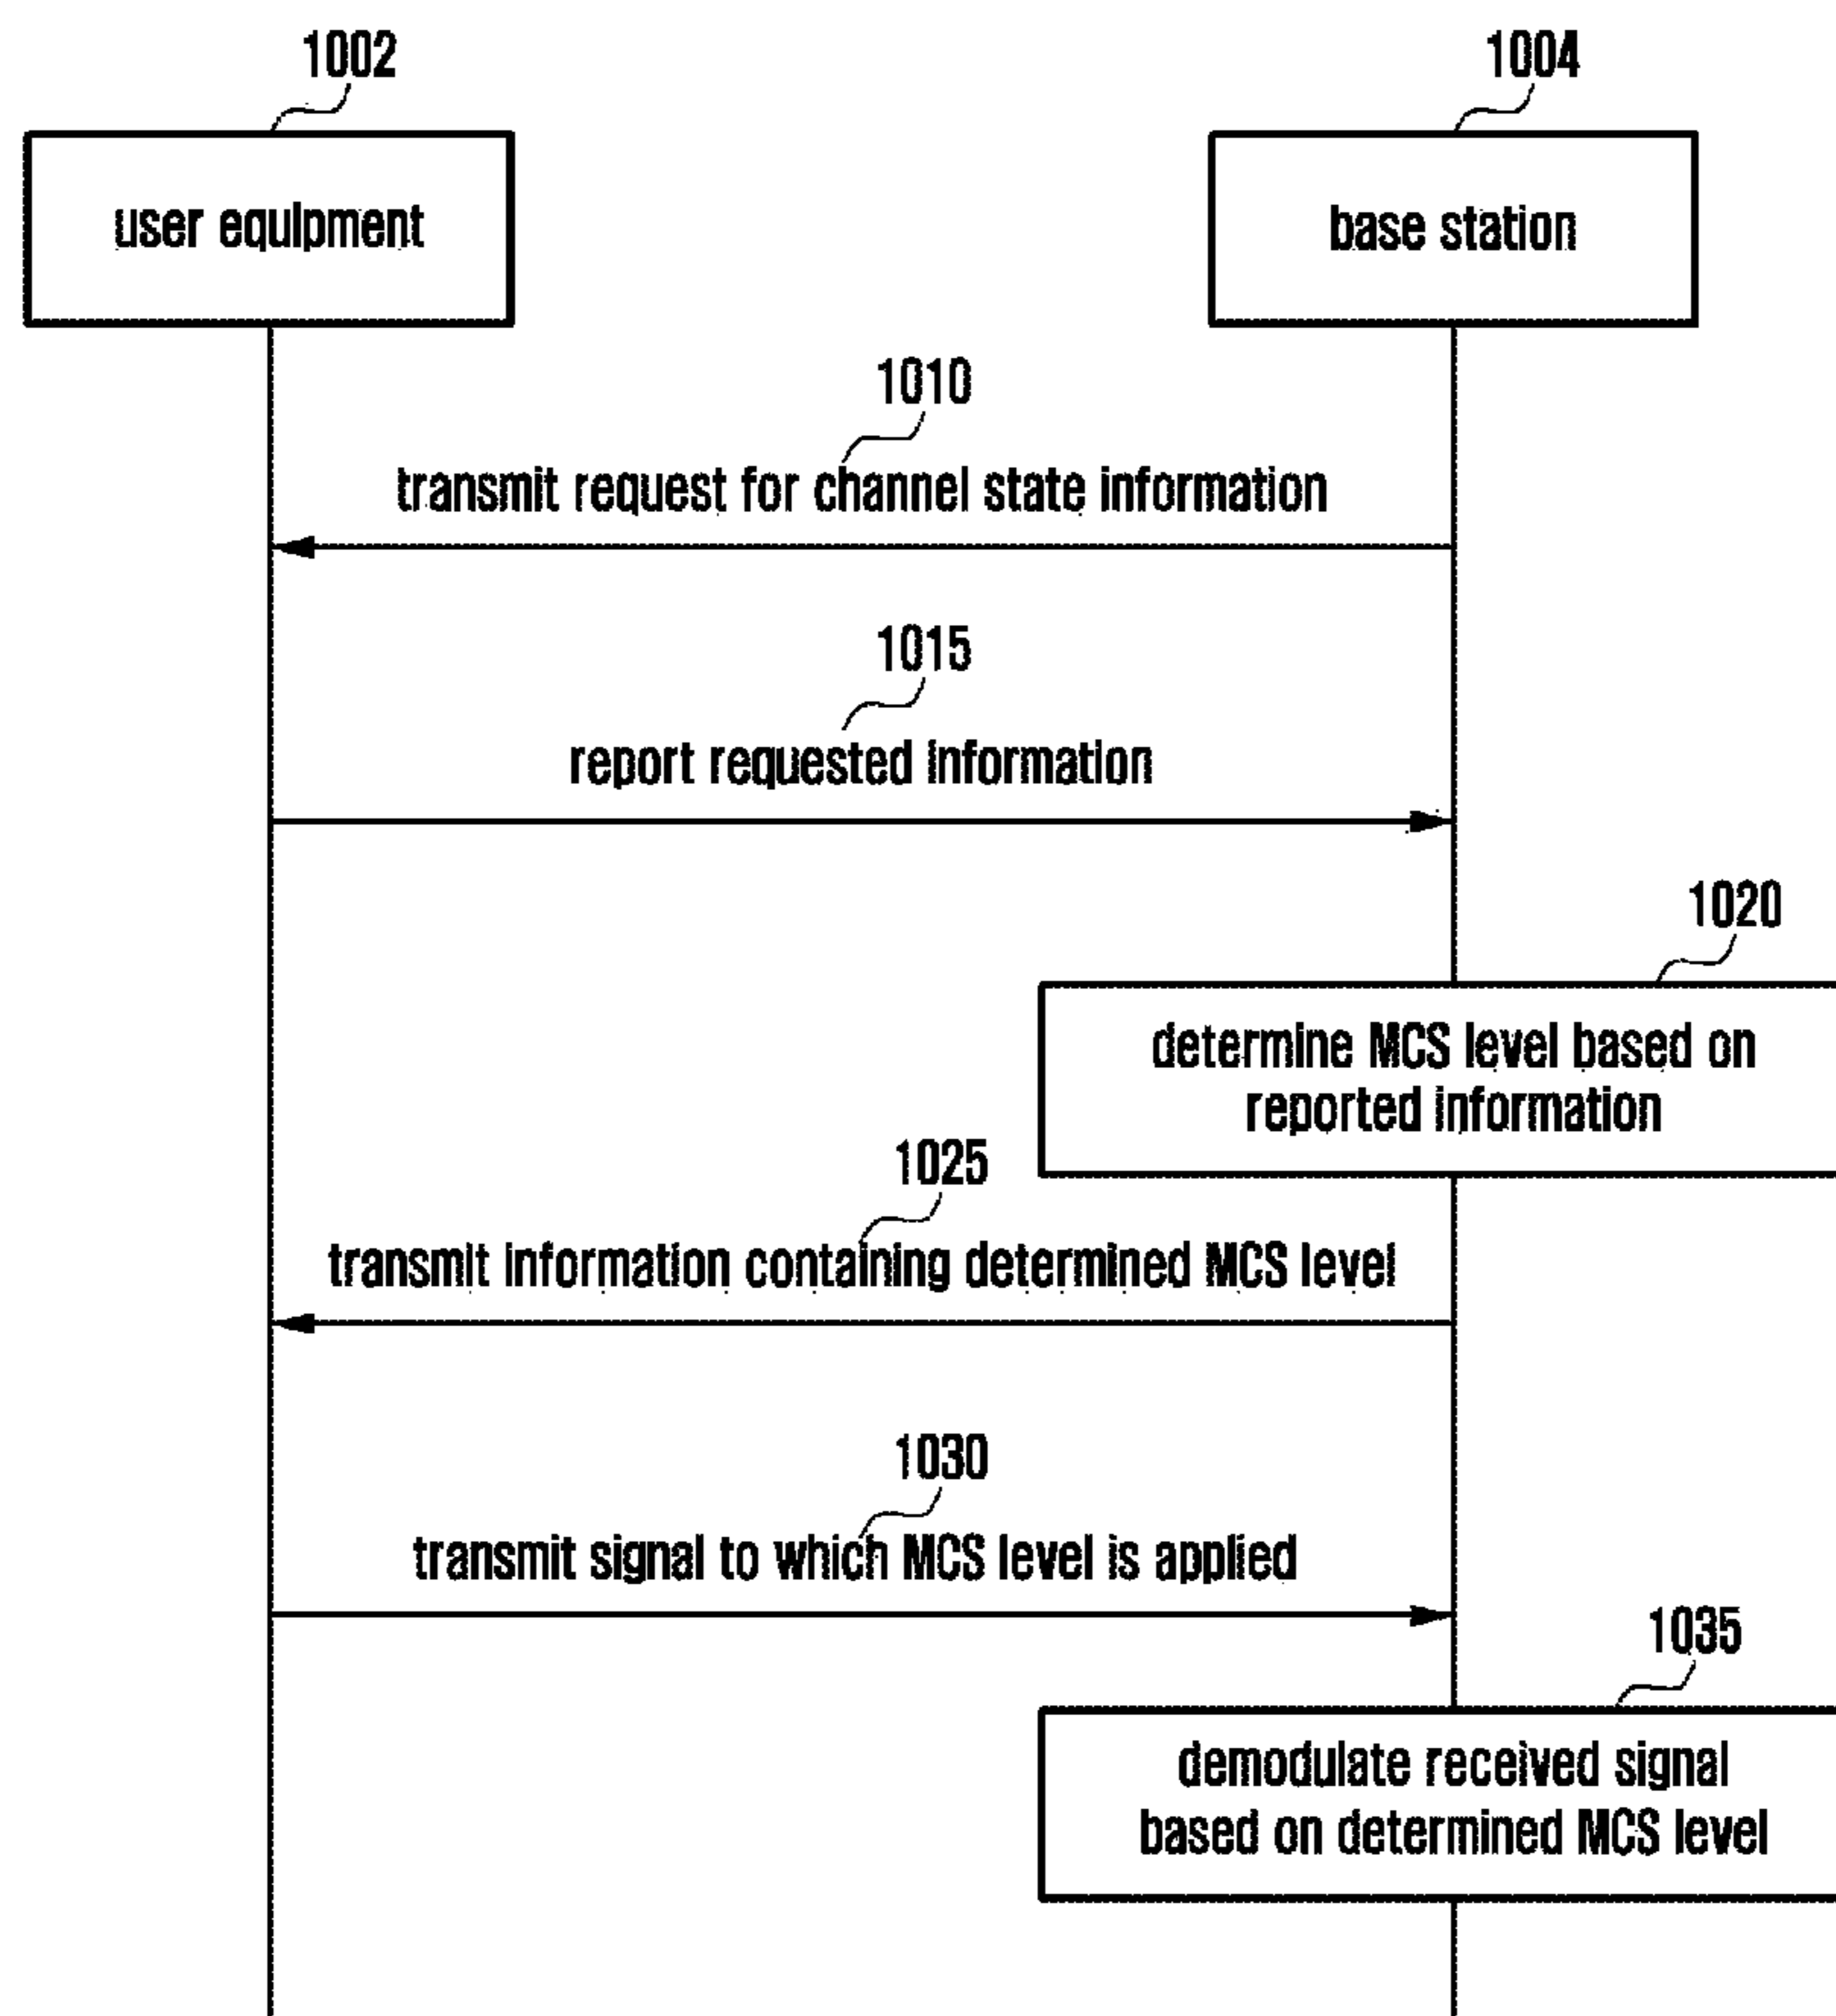 1002
1004
user equipment
base station
1010
transmit request for channel state information
1015
report requested information
1020
determine MCS level based on
reported information
1025
transmit information containing determined MCS level
1030
transmit signal to which MCS level is applied
1035
demodulate received signal
based on determined MCS level